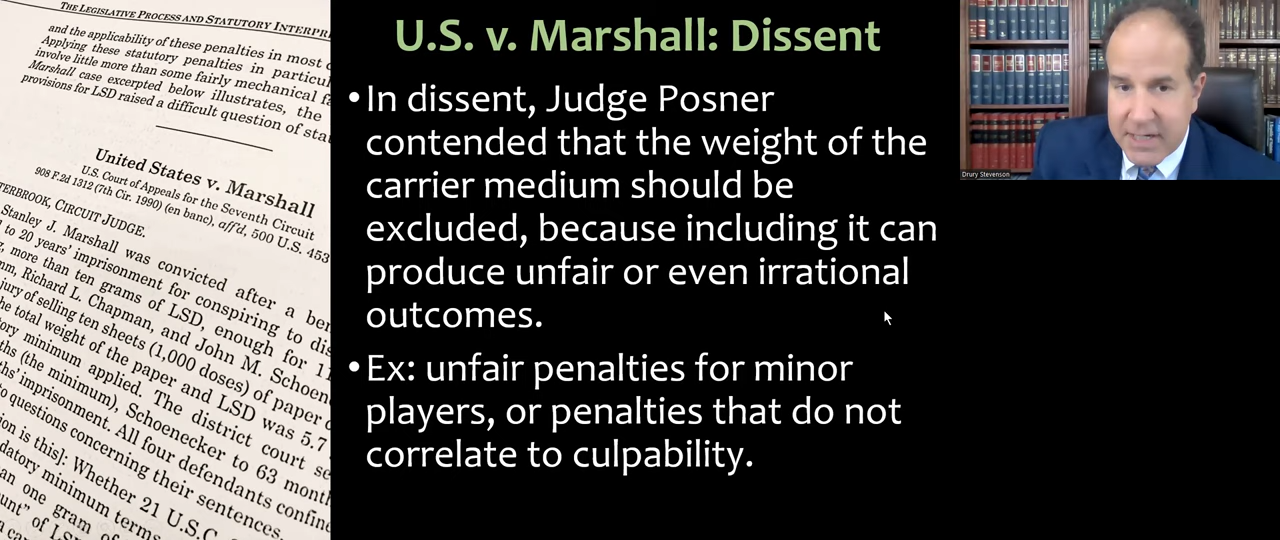 THE LEGISLATIVE PROCESS AND STATUTORY INTERPR
and the applicability of these penalties in most
Applying these statutory penalties in particul
involve little more than some fairly mechanical fa
Marshall case excerpted below illustrates, the
provisions for LSD raised a difficult question of stat
United States v. Marshall
U.S. Court of Appeals for the Seventh Circuit
908 F.2d 1312 (7th Cir. 1990) (en banc), aff'd. 500 U.S. 453
TERBROOK, CIRCUIT JUDGE.
Stanley J. Marshall was convicted after a ben
to 20 years' imprisonment for conspiring to dis
more than ten grams of LSD, enough for 11
Richard L. Chapman, and John M. Schoen
jury of selling ten sheets (1,000 doses) of paper
the total weight of the paper and LSD was 5.7
tory minimum applied. The district court se
ths (the minimum), Schoenecker to 63 month
ths' imprisonment. All four defendants confin
to questions concerning their sentences.
ion is this]: Whether 21 U.S.C.
datory minimum terms
an one gram of
unt" of LS
U.S. v. Marshall: Dissent
•In dissent, Judge Posner
contended that the weight of the
carrier medium should be
excluded, because including it can
produce unfair or even irrational
outcomes.
•Ex: unfair penalties for minor
players, or penalties that do not
correlate to culpability.
Drury Stevenson